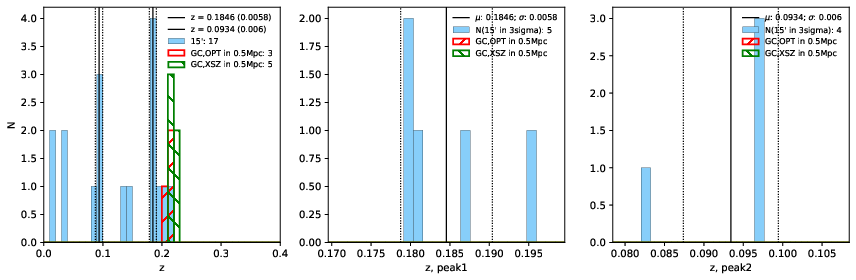 z = 0.1846 (0.0058)
z = 0.0934 (0.006)
15': 17
GC,OPT in 0.5Mpc: 3
GC,XSZ in 0.5Mpc: 5
N
4.0
3.5
3.0
2.5
2.0
1.5
1.0
0.5
0.0
0.0 0.1 0.2 0.3 0.4
z
μ: 0.1846; σ: 0.0058
N(15' in 3sigma): 5
GC,OPT in 0.5Mpc
GC,XSZ in 0.5Mpc
2.00
1.75
1.50
1.25
1.00
0.75
0.50
0.25
0.00
0.170 0.175 0.180 0.185 0.190 0.195
z, peak1
μ: 0.0934; σ: 0.006
N(15' in 3sigma): 4
GC,OPT in 0.5Mpc
GC,XSZ in 0.5Mpc
3.0
2.5
2.0
1.5
1.0
0.5
0.0
0.080 0.085 0.090 0.095 0.100 0.105
z, peak2